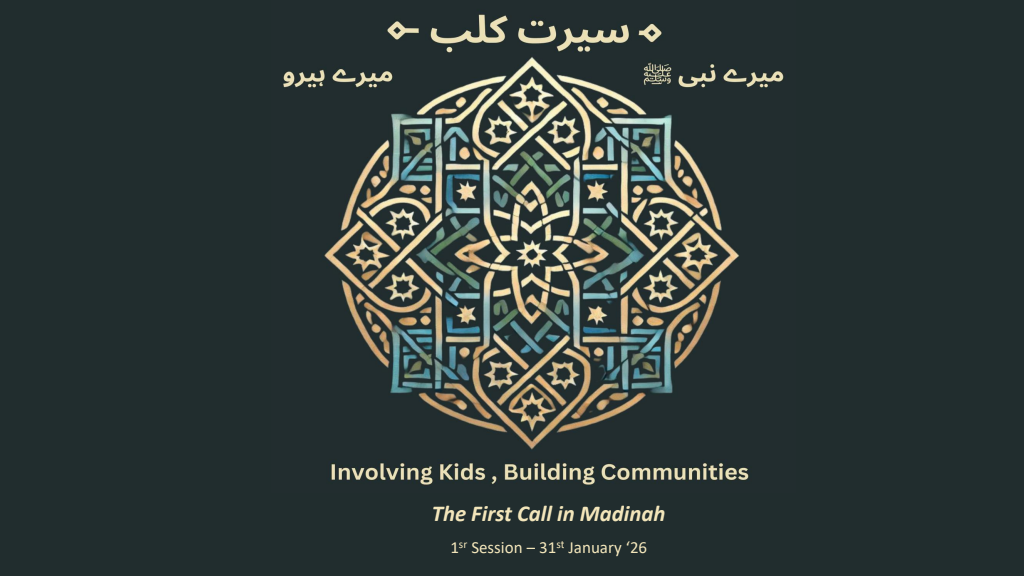 سیرت کلب
میرے نبی ﷺ
میرے ہیرو
Involving Kids , Building Communities
The First Call in Madinah
1sr Session – 31st January ‘26